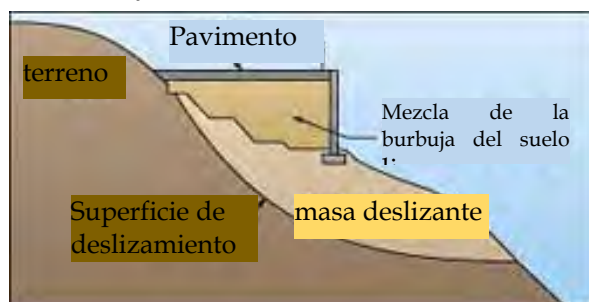 Pavimento
terreno
Mezcla de la
burbuja del suelo
Superficie de
deslizamiento
masa deslizante